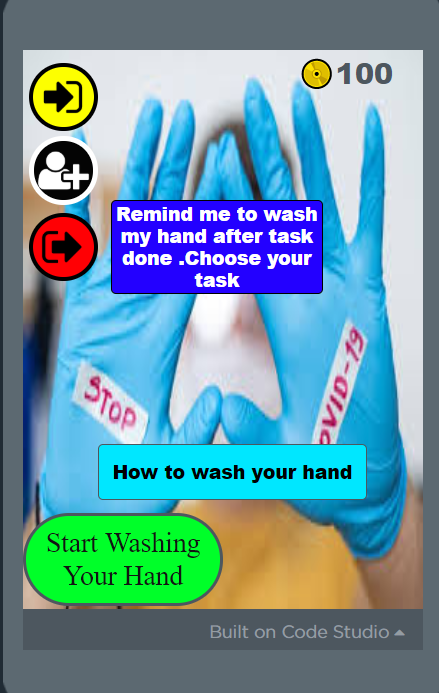 100
Remind me to wash
my hand after task
done .Choose your
task
STOP
OVID-19
How to wash your hand
Start Washing
Your Hand
Built on Code Studio